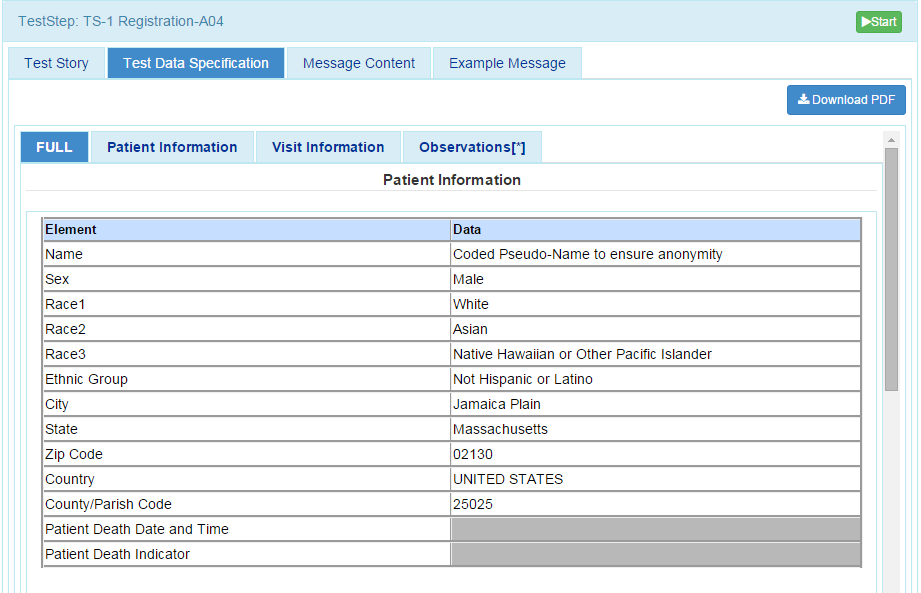 TestStep: TS-1 Registration-A04
Start
Test Story Test Data Specification Message Content Example Message
Download PDF
FULL Patient Information Visit Information Observations[*]
Patient Information
Element Data
Name Coded Pseudo-Name to ensure anonymity
Sex Male
Race1 White
Race2 Asian
Race3 Native Hawaiian or Other Pacific Islander
Ethnic Group Not Hispanic or Latino
City Jamaica Plain
State Massachusetts
Zip Code 02130
Country UNITED STATES
County/Parish Code 25025
Patient Death Date and Time
Patient Death Indicator